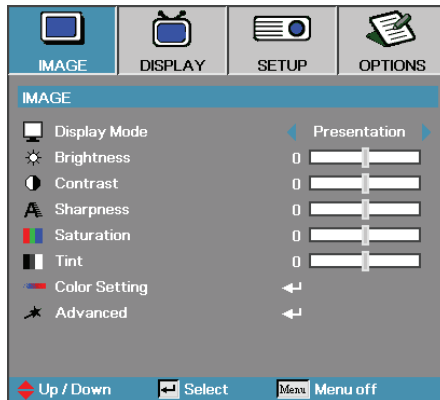 IMAGE DISPLAY SETUP OPTIONS
IMAGE
Display Mode Presentation
Brightness 0
Contrast 0
Sharpness 0
Saturation 0
Tint 0
Color Setting
Advanced
Up / Down Select Menu Menu off